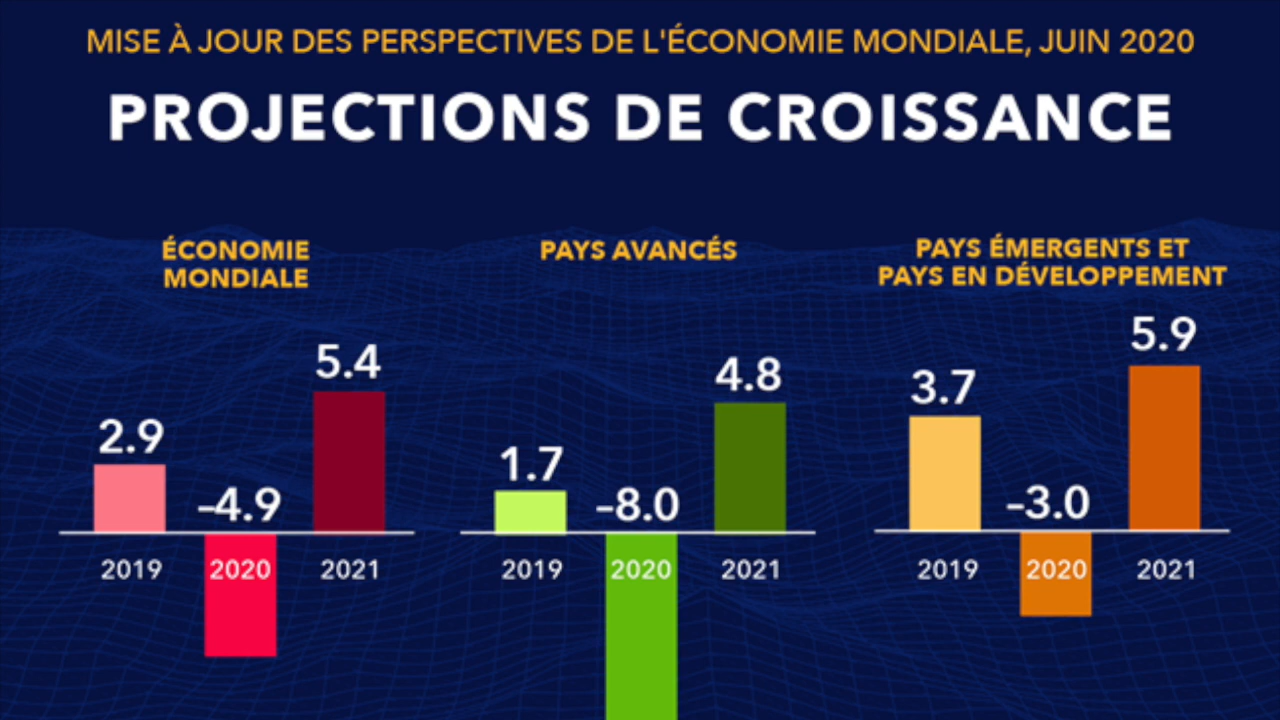 MISE À JOUR DES PERSPECTIVES DE L'ÉCONOMIE MONDIALE, JUIN 2020
PROJECTIONS DE CROISSANCE
ÉCONOMIE
MONDIALE
2.9
–4.9
5.4
2019
2020
2021
PAYS AVANCÉS
1.7
–8.0
4.8
2019
2020
2021
PAYS ÉMERGENTS ET
PAYS EN DÉVELOPPEMENT
3.7
–3.0
5.9
2019
2020
2021